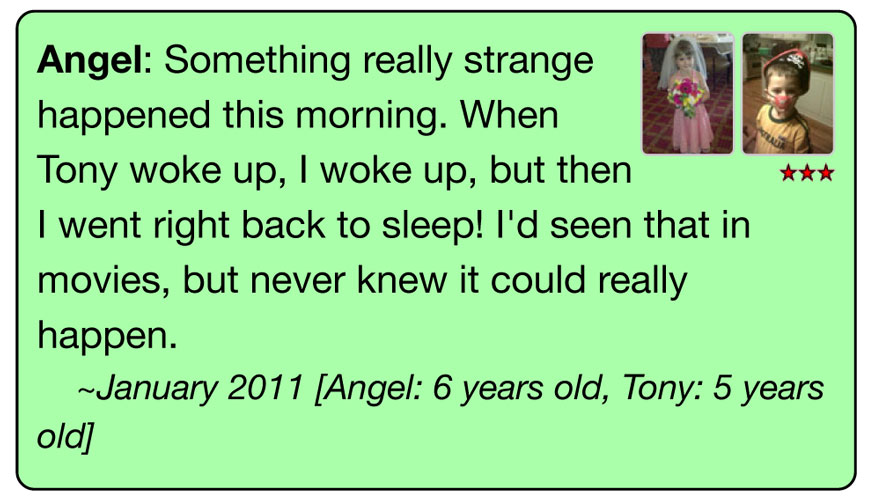 Angel: Something really strange
happened this morning. When
Tony woke up, I woke up, but then
I went right back to sleep! I'd seen that in
movies, but never knew it could really
happen.
~January 2011 [Angel: 6 years old, Tony: 5 years
old]